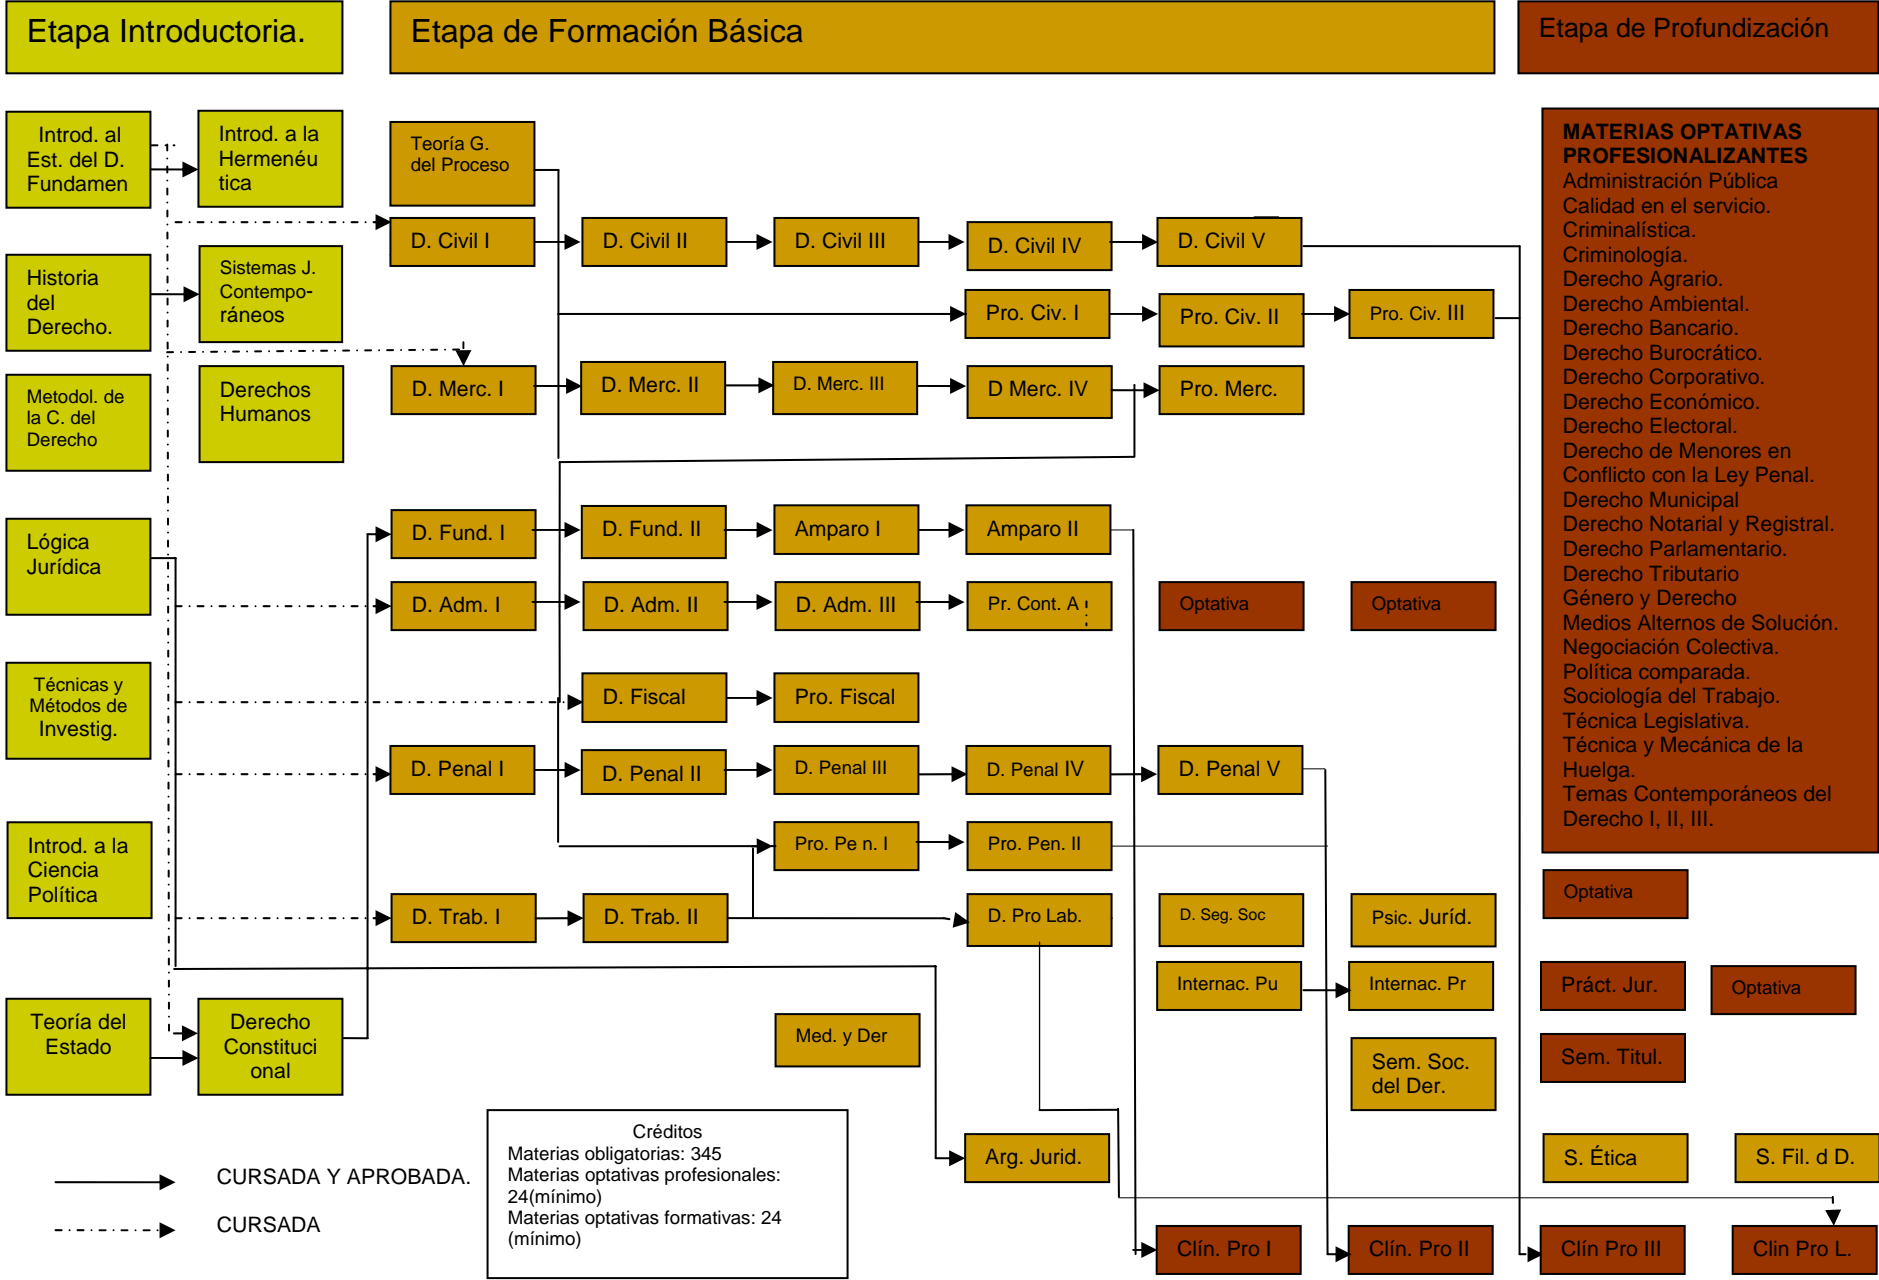 Etapa Introductoria.
Etapa de Formación Básica
Etapa de Profundización
Introd. al
Est. del D.
Fundamen
Introd. a la
Hermenéu
tica
Teoría G.
del Proceso
D. Civil I
D. Civil II
D. Civil III
D. Civil IV
D. Civil V
Historia
del
Derecho.
Sistemas J.
Contempo-
ráneos
Pro. Civ. I
Pro. Civ. II
Pro. Civ. III
Metodol. de
la C. del
Derecho
Derechos
Humanos
D. Merc. I
D. Merc. II
D. Merc. III
D Merc. IV
Pro. Merc.
Lógica
Jurídica
D. Fund. I
D. Fund. II
Amparo I
Amparo II
D. Adm. I
D. Adm. II
D. Adm. III
Pr. Cont. A
Optativa
Optativa
Técnicas y
Métodos de
Investig.
D. Fiscal
Pro. Fiscal
D. Penal I
D. Penal II
D. Penal III
D. Penal IV
D. Penal V
Introd. a la
Ciencia
Política
Pro. Pe n. I
Pro. Pen. II
D. Trab. I
D. Trab. II
D. Pro Lab.
D. Seg. Soc
Psic. Juríd.
Internac. Pu
Internac. Pr
Teoría del
Estado
Derecho
Constituci
onal
Med. y Der
Sem. Soc.
del Der.
Arg. Jurid.
MATERIAS OPTATIVAS
PROFESIONALIZANTES
Administración Pública
Calidad en el servicio.
Criminalística.
Criminología.
Derecho Agrario.
Derecho Ambiental.
Derecho Bancario.
Derecho Burocrático.
Derecho Corporativo.
Derecho Económico.
Derecho Electoral.
Derecho de Menores en
Conflicto con la Ley Penal.
Derecho Municipal
Derecho Notarial y Registral.
Derecho Parlamentario.
Derecho Tributario
Género y Derecho
Medios Alternos de Solución.
Negociación Colectiva.
Política comparada.
Sociología del Trabajo.
Técnica Legislativa.
Técnica y Mecánica de la
Huelga.
Temas Contemporáneos del
Derecho I, II, III.
Optativa
Práct. Jur.
Optativa
Sem. Titul.
S. Ética
S. Fil. d D.
Clín. Pro I
Clín. Pro II
Clín Pro III
Clin Pro L.
CURSADA Y APROBADA.
CURSADA
Créditos
Materias obligatorias: 345
Materias optativas profesionales:
24(mínimo)
Materias optativas formativas: 24
(mínimo)